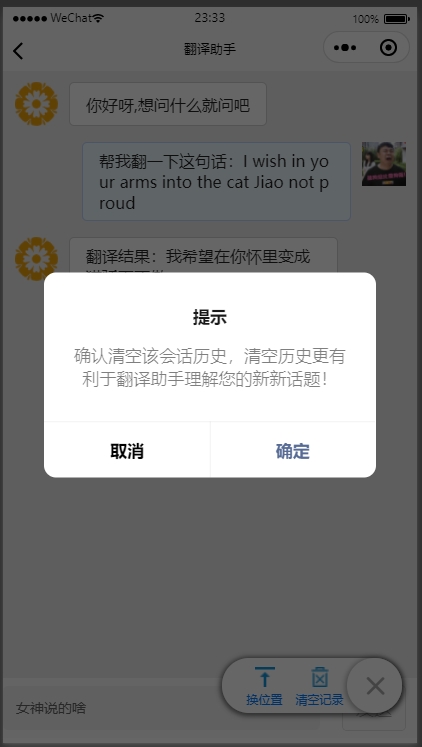 WeChat 23:33 100%
翻译助手
你好呀,想问什么就问吧
帮我翻一下这句话：I wish in yo
ur arms into the cat Jiao not p
roud
翻译结果：我希望在你怀里变成
提示
确认清空该会话历史，清空历史更有
利于翻译助手理解您的新新话题！
取消 确定
换位置 清空记录
女神说的啥